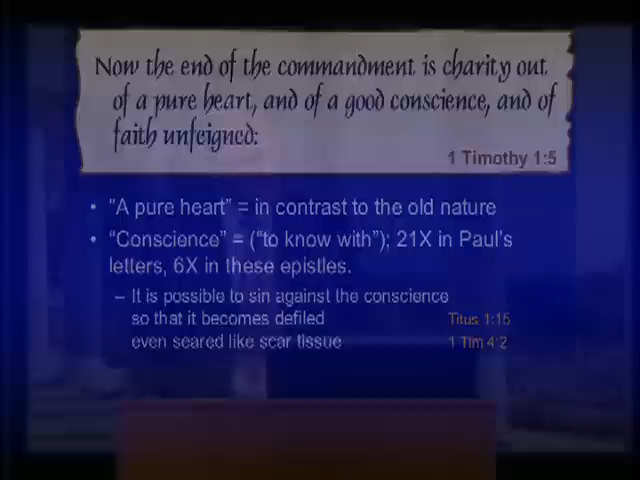 Now the end of the commandment is charity out
of a pure heart, and of a good conscience, and of
faith unfeigned:
1 Timothy 1:5
• "A pure heart" = in contrast to the old nature
• "Conscience" = ("to know with"); 21X in Paul's
letters, 6X in these epistles.
– It is possible to sin against the conscience
so that it becomes defiled Titus 1:15
even seared like scar tissue 1 Tim 4:2